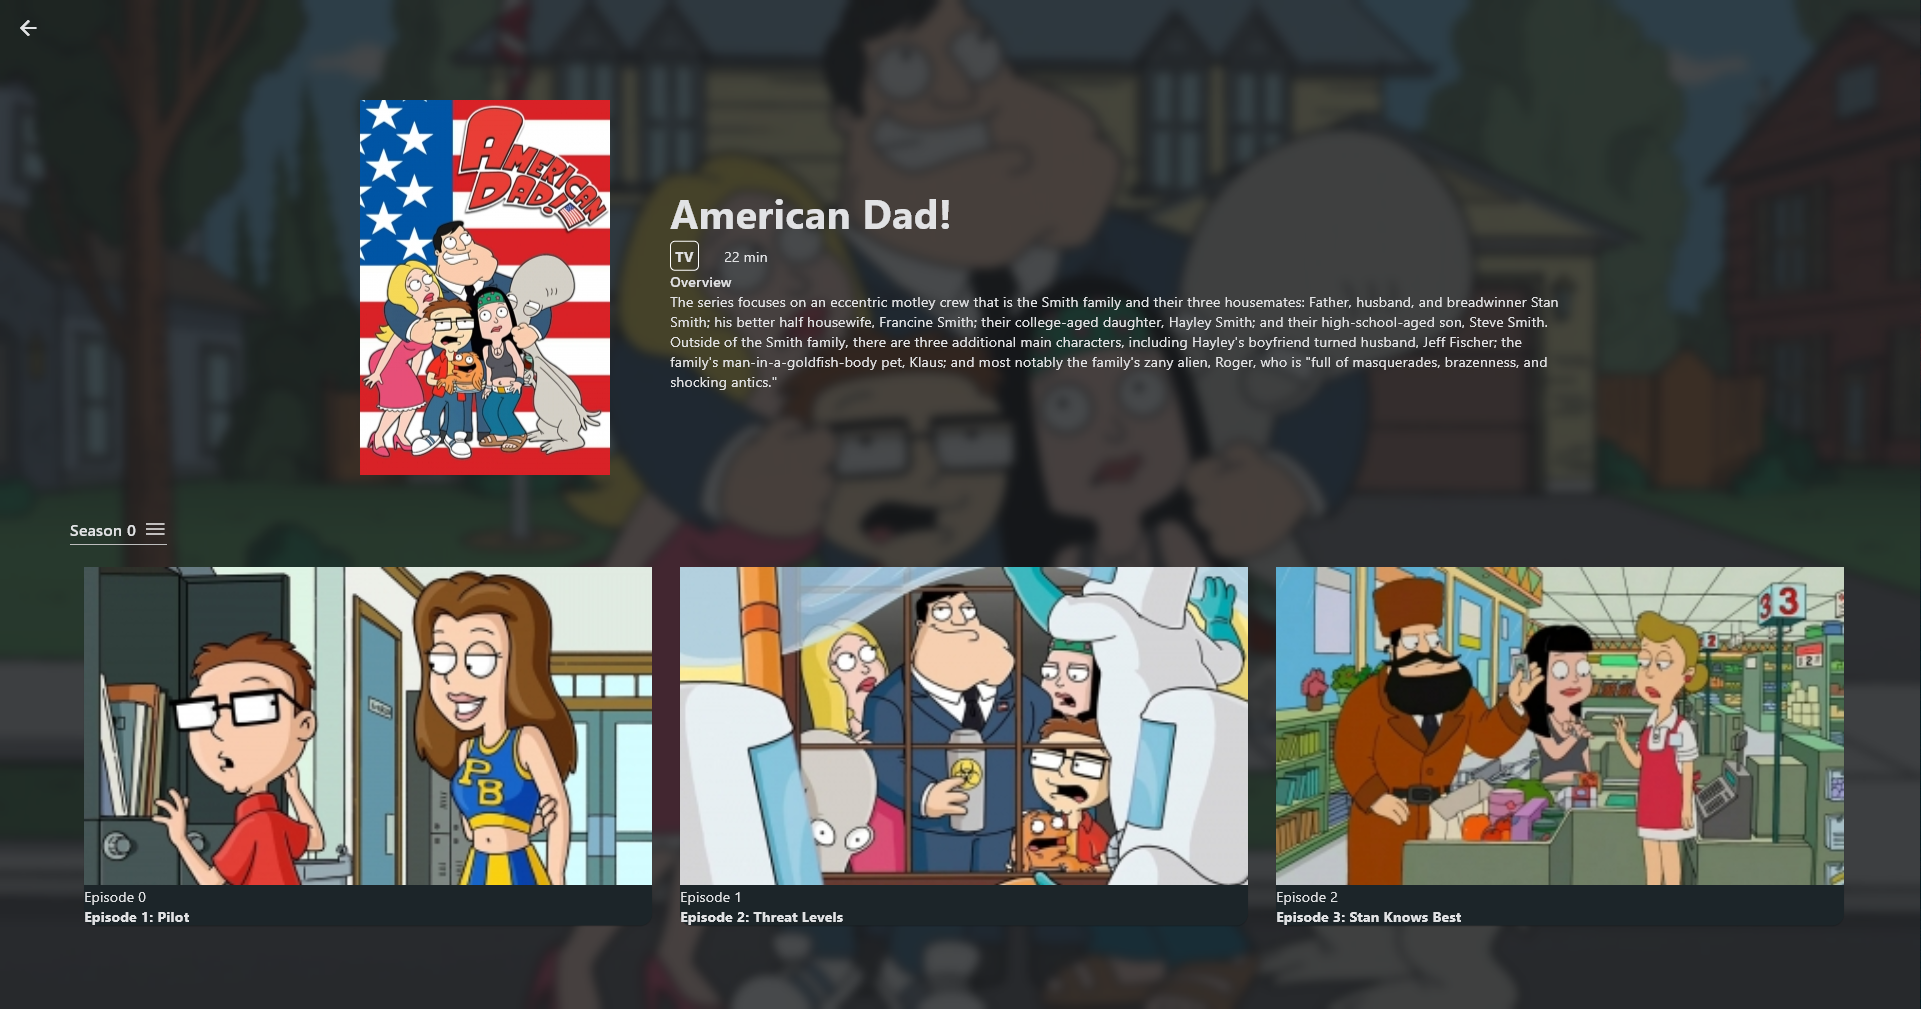 AMERICAN
DAD!
American Dad!
TV 22 min
Overview
The series focuses on an eccentric motley crew that is the Smith family and their three housemates: Father, husband, and breadwinner Stan
Smith; his better half housewife, Francine Smith; their college-aged daughter, Hayley Smith; and their high-school-aged son, Steve Smith.
Outside of the Smith family, there are three additional main characters, including Hayley's boyfriend turned husband, Jeff Fischer; the
family's man-in-a-goldfish-body pet, Klaus; and most notably the family's zany alien, Roger, who is "full of masquerades, brazenness, and
shocking antics."
Season 0
PB
3 3
2
2
Episode 0
Episode 1: Pilot
Episode 1
Episode 2: Threat Levels
Episode 2
Episode 3: Stan Knows Best